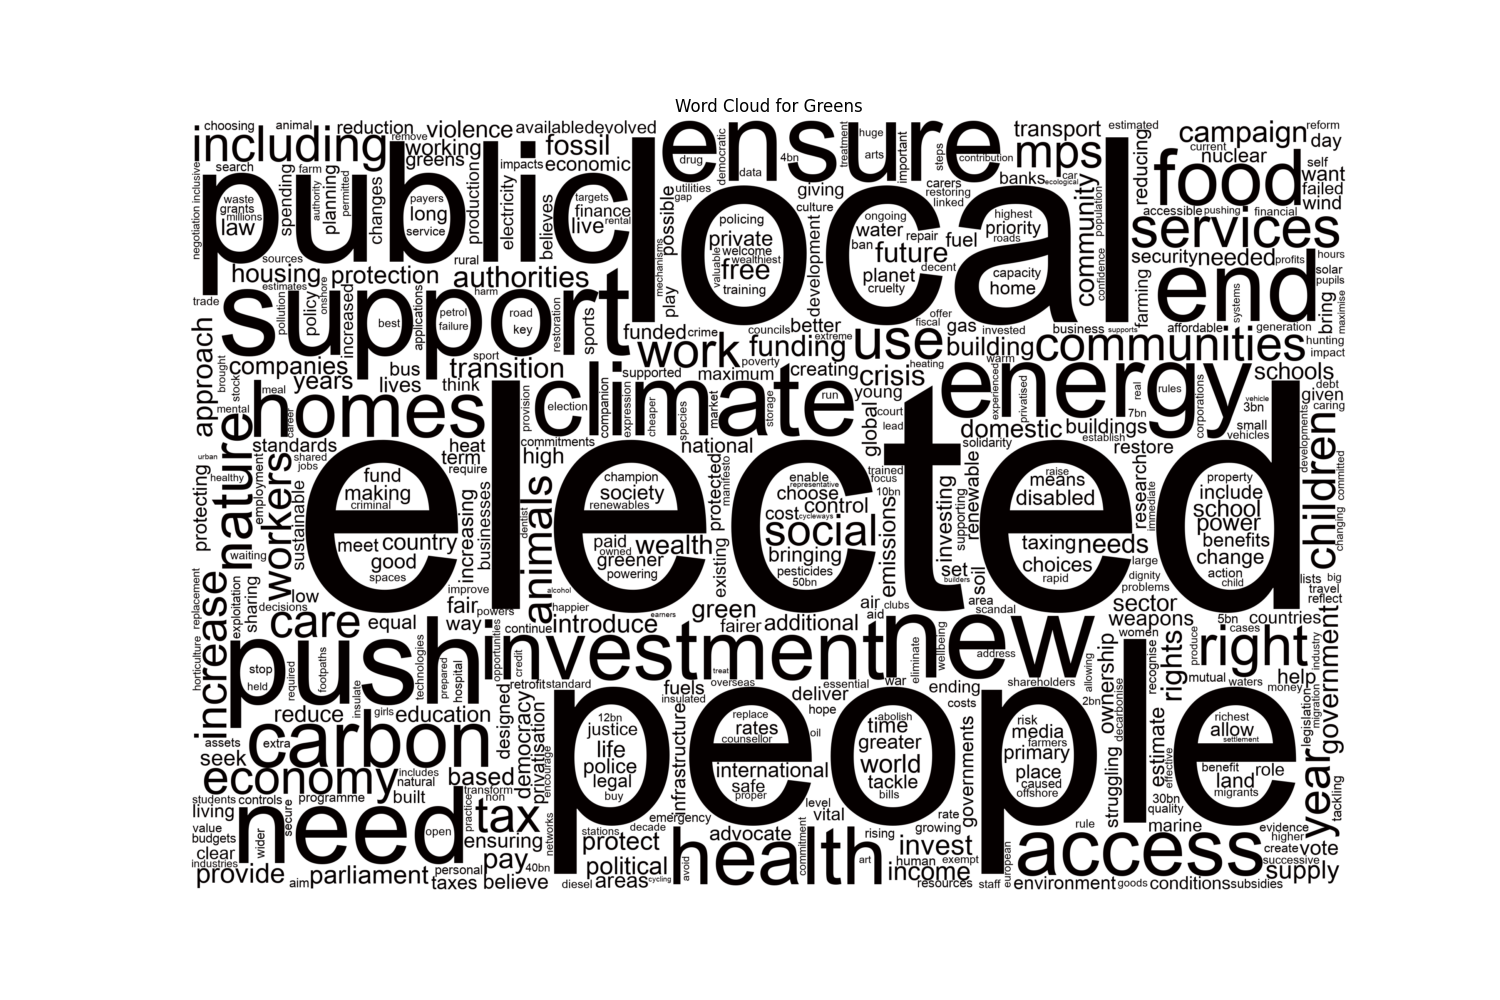 Word Cloud for Greens
choosing animal reduction violence available devolved ensure transport estimated campaign reform
including remove working greens fossil impacts economic drug democratic data 4bn treatment huge arts important steps contribution mps banks car ecological reducing current nuclear day
search farm spending authority planning permitted changes production electricity believes targets finance live rental utilities gap possible giving culture carers restoring linked community population food self want failed wind
negotiation inclusive public waste grants millions law payers long service local policing private welcome wealthiest free valuable training development ongoing water ban repair fuel future decent planet cruelty highest priority roads capacity home confidence accessible pushing financial services
sources rural housing protection authorities harm mechanisms play security needed profits hours solar pupils
trade support estimates onshore pollution policy increased best applications petrol failure road key restoration sports funded crime councils better extreme offer fiscal gas invested business supports farming affordable end systems generation bring maximise hunting impact
approach brought companies bus sport transition work funding use building communities
stock years lives think supported poverty maximum creating crisis heating warm energy schools
mental meal career homes provision climate election companion expression cheaper species market storage run young court lead global experienced privatised real 7bn rules corporations vehicle 3bn small vehicles debt given caring
urban standards shared jobs heat term require commitments high national domestic solidarity buildings establish restore developments children committed changing
protecting healthy nature employment workers sustainable elected fund making criminal meet country good spaces increasing businesses dentist animals champion society renewables paid owned greener wealth powering protected manifesto existing enable representative choose control cost cycleways social bringing pesticides 50bn trained focus 10bn emissions investing supporting renewable set builders soil raise means disabled taxing needs choices rapid research immediate large dignity problems property include school power benefits change action child lists big travel reflect
waiting replacement exploitation sharing low decisions improve alcohol happier earners green air aid clubs area scandal sector weapons women 5bn cases countries
increase care equal fair way powers continue introduce fairer additional new address
horticulture push stop held required footpaths insulate technologies prepared hospital opportunities credit investment treat eliminate wellbeing allowing ownership recognise rights produce right mutual waters help money industry government
reduce girls education designed retrofit standard fuels insulated overseas essential war deliver hope ending costs shareholders 2bn decarbonise
assets extra seek carbon democracy privatisation encourage people 12bn justice life police legal buy infrastructure replace rates counsellor international safe proper oil abolish time greater world tackle bills governments risk media farmers primary place caused offshore struggling estimate effective richest allow settlement benefit role land migrants legislation migration year tackling
economy includes natural based transform non
students controls programme built living value budgets clear industries wider secure need open practice tax ensuring networks stations decade emergency level vital rate growing 30bn quality rule marine evidence higher create vote
provide aim parliament personal taxes pay 40bn believe diesel protect political areas cycling avoid advocate health commitment art rising invest human exempt income resources staff european access environment goods conditions subsidies successive supply